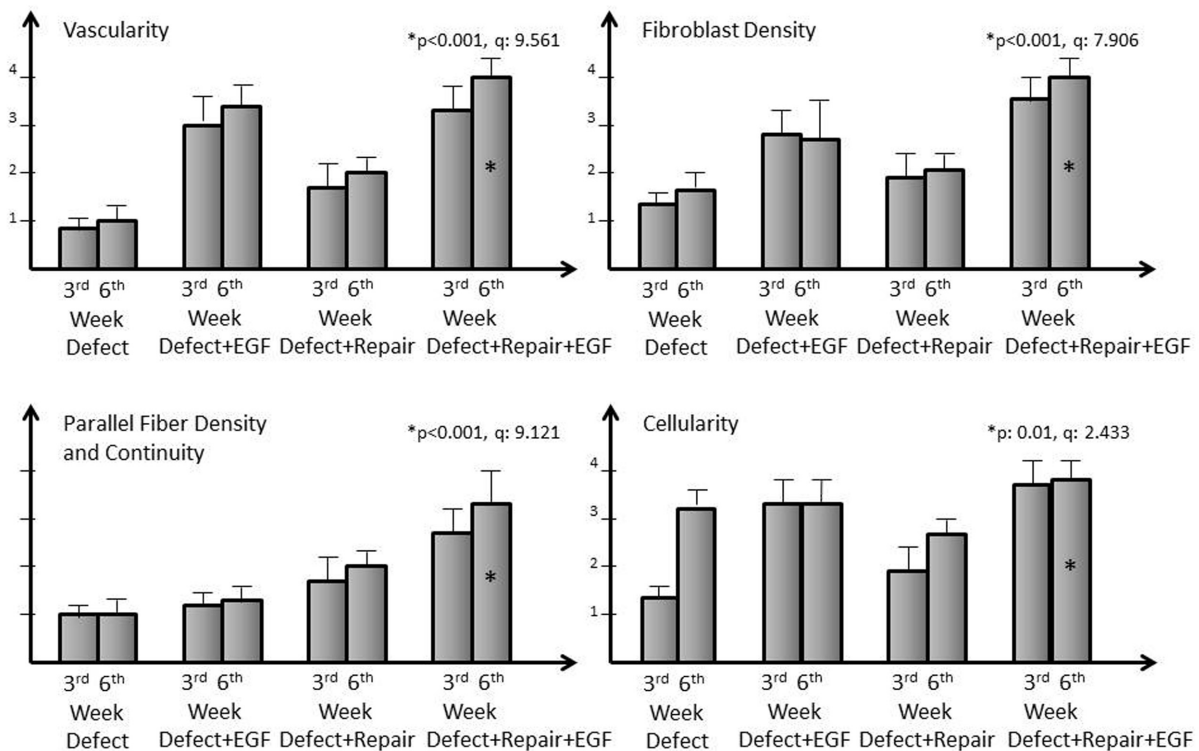 Vascularity
*p<0.001, q: 9.561
4
3
2
1
*
3rd 6th 3rd 6th 3rd 6th 3rd 6th
Week Week Week Week
Defect Defect+EGF Defect+Repair Defect+Repair+EGF
Fibroblast Density
*p<0.001, q: 7.906
4
3
2
1
*
3rd 6th 3rd 6th 3rd 6th 3rd 6th
Week Week Week Week
Defect Defect+EGF Defect+Repair Defect+Repair+EGF
Parallel Fiber Density
and Continuity
*p<0.001, q: 9.121
*
3rd 6th 3rd 6th 3rd 6th 3rd 6th
Week Week Week Week
Defect Defect+EGF Defect+Repair Defect+Repair+EGF
Cellularity
*p: 0.01, q: 2.433
4
3
2
1
*
3rd 6th 3rd 6th 3rd 6th 3rd 6th
Week Week Week Week
Defect Defect+EGF Defect+Repair Defect+Repair+EGF